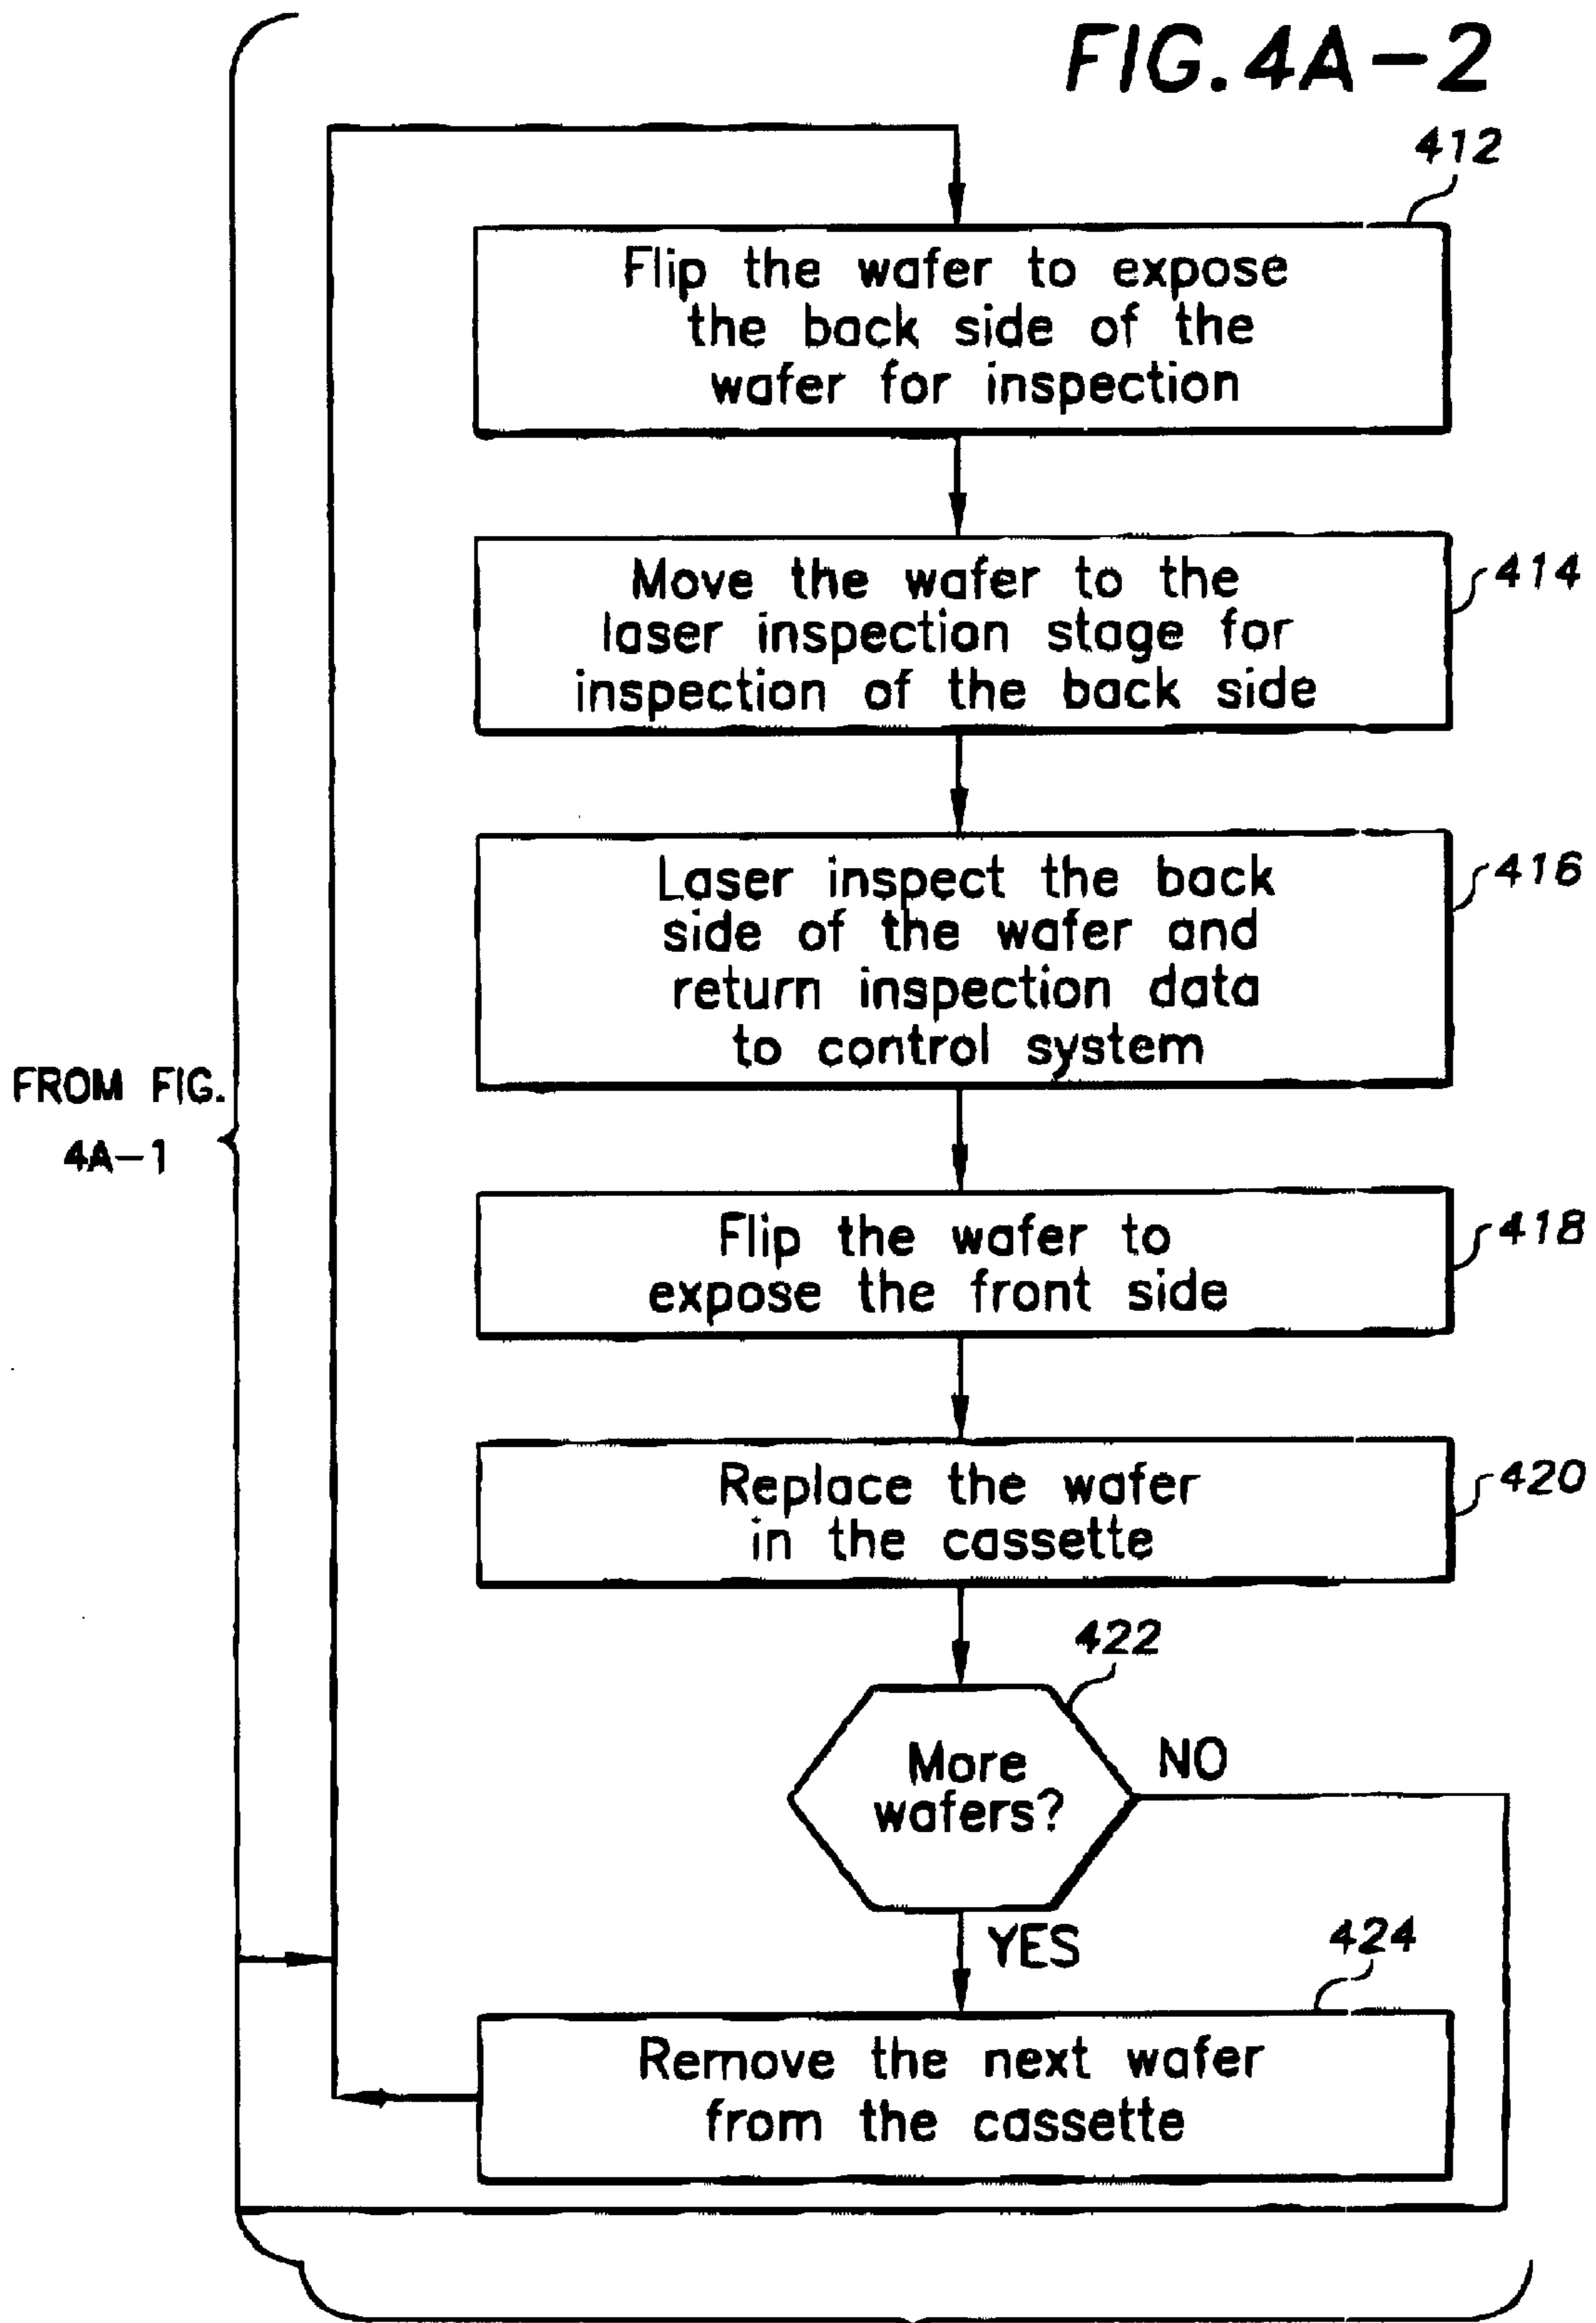 FIG.4A-2
412
Flip the wafer to expose
the back side of the
wafer for inspection
Move the wafer to the
laser inspection stage for
inspection of the back side
414
Laser inspect the back
side of the wafer and
return inspection data
to control system
416
FROM FIG.
4A-1
Flip the wafer to
expose the front side
418
Replace the wafer
in the cassette
420
422
More
wafers?
NO
YES
424
Remove the next wafer
from the cassette